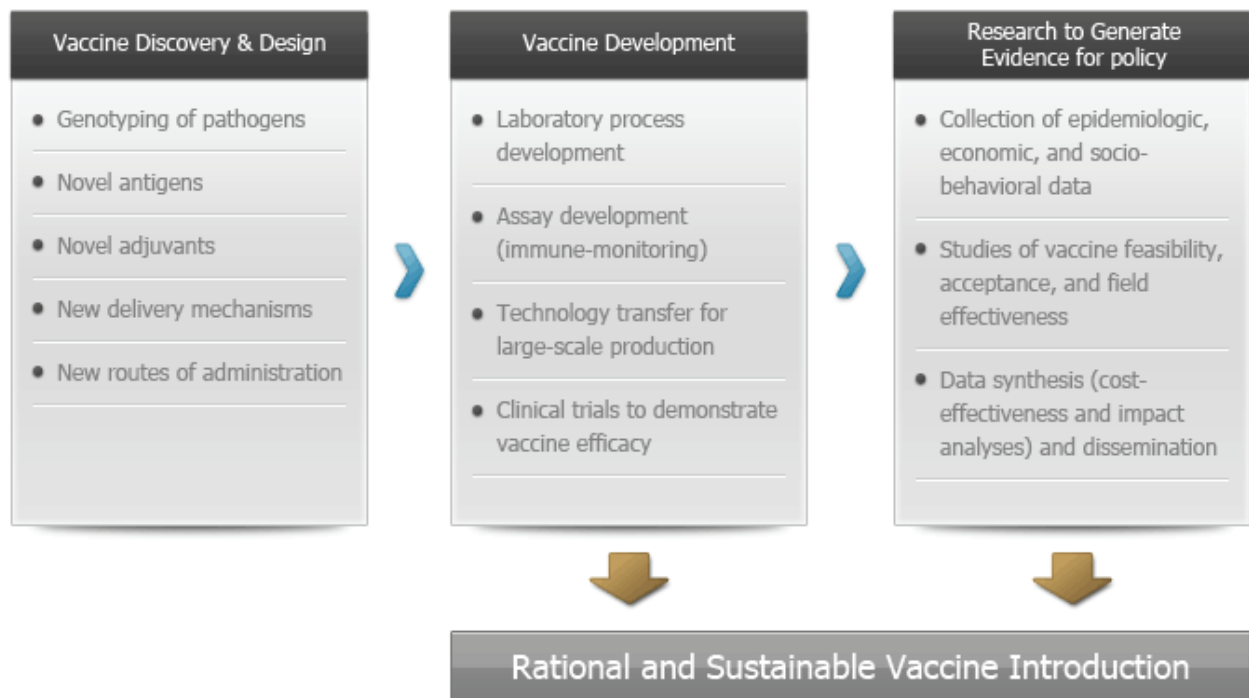 Vaccine Discovery & Design
• Genotyping of pathogens
• Novel antigens
• Novel adjuvants
• New delivery mechanisms
• New routes of administration
Vaccine Development
• Laboratory process
development
• Assay development
(immune-monitoring)
• Technology transfer for
large-scale production
• Clinical trials to demonstrate
vaccine efficacy
Research to Generate
Evidence for policy
• Collection of epidemiologic,
economic, and socio-
behavioral data
• Studies of vaccine feasibility,
acceptance, and field
effectiveness
• Data synthesis (cost-
effectiveness and impact
analyses) and dissemination
Rational and Sustainable Vaccine Introduction